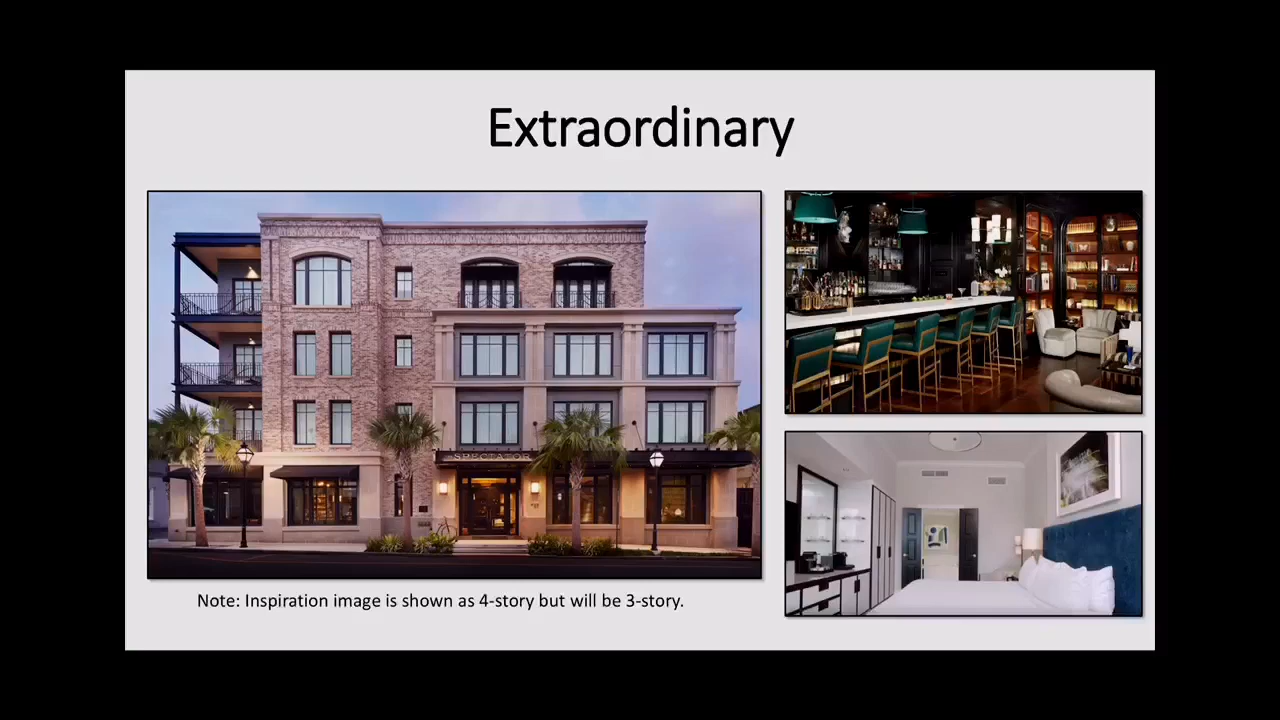 Extraordinary
SPECTATOR
Note: Inspiration image is shown as 4-story but will be 3-story.